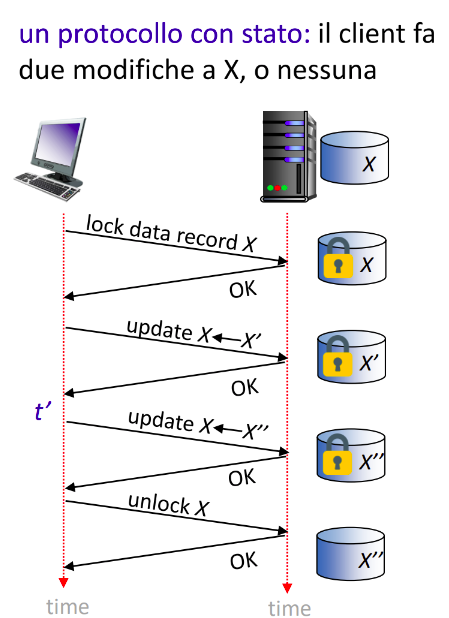 un protocollo con stato: il client fa
due modifiche a X, o nessuna
X
lock data record X
X
OK
update X←X’
X’
OK
t’
update X←X’’
X’’
OK
unlock X
OK
X’’
time
time